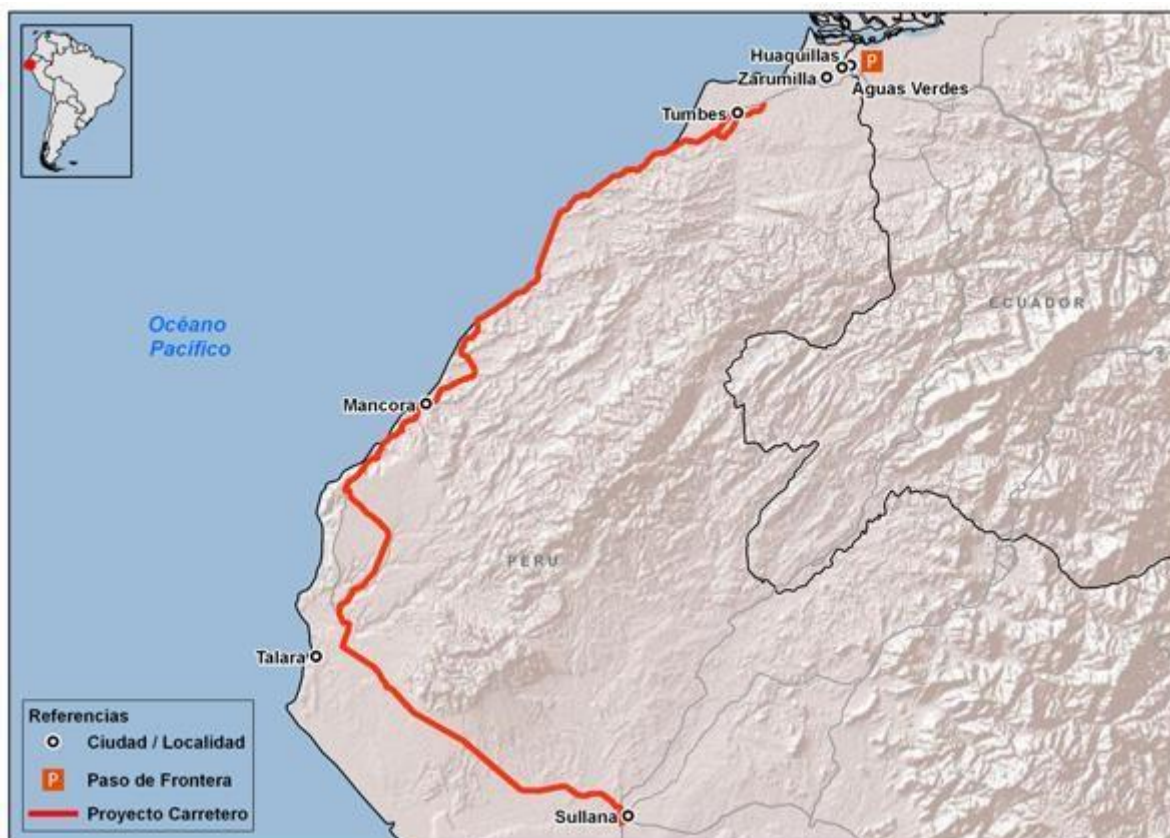 Huaquillas
P
Zarumilla
Aguas Verdes
Tumbes
ECUADOR
Océano
Pacífico
Mancora
PERU
Talara
Referencias
Ciudad / Localidad
P Paso de Frontera
Proyecto Carretero
Sullana